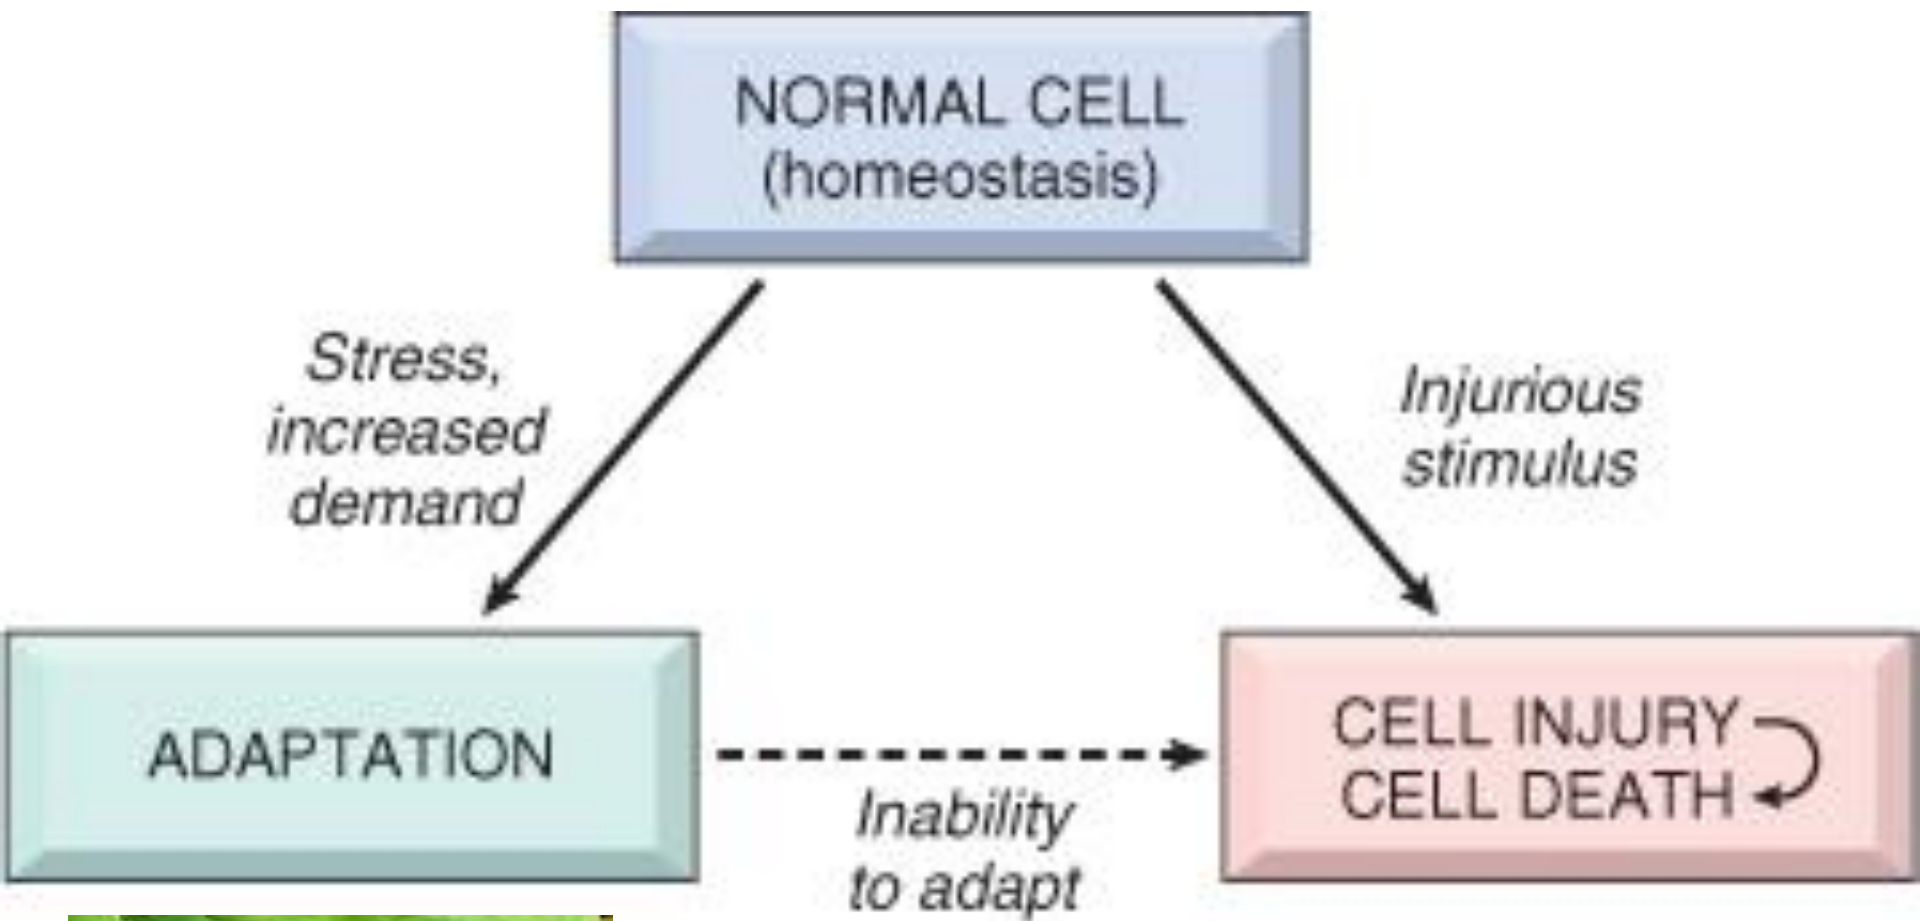 NORMAL CELL
(homeostasis)
Stress,
increased
demand
Injurious
stimulus
ADAPTATION
Inability
to adapt
CELL INJURY
CELL DEATH